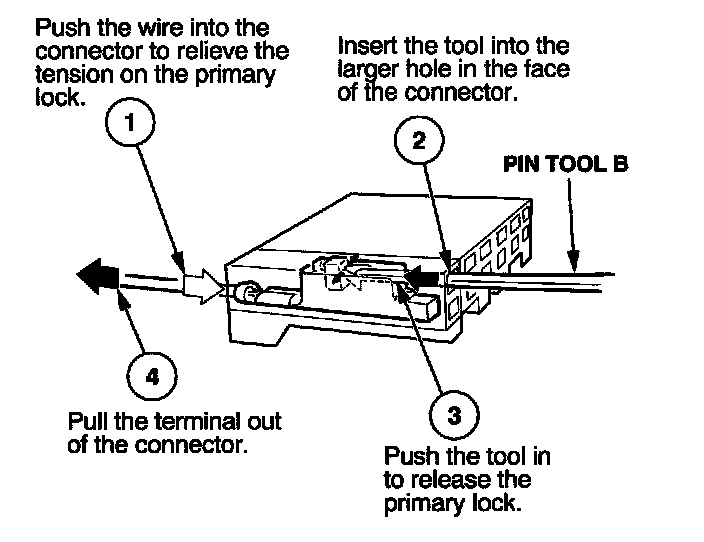 Push the wire into the
connector to relieve the
tension on the primary
lock.
1
Insert the tool into the
larger hole in the face
of the connector.
2
PIN TOOL B
4
Pull the terminal out
of the connector.
3
Push the tool in
to release the
primary lock.